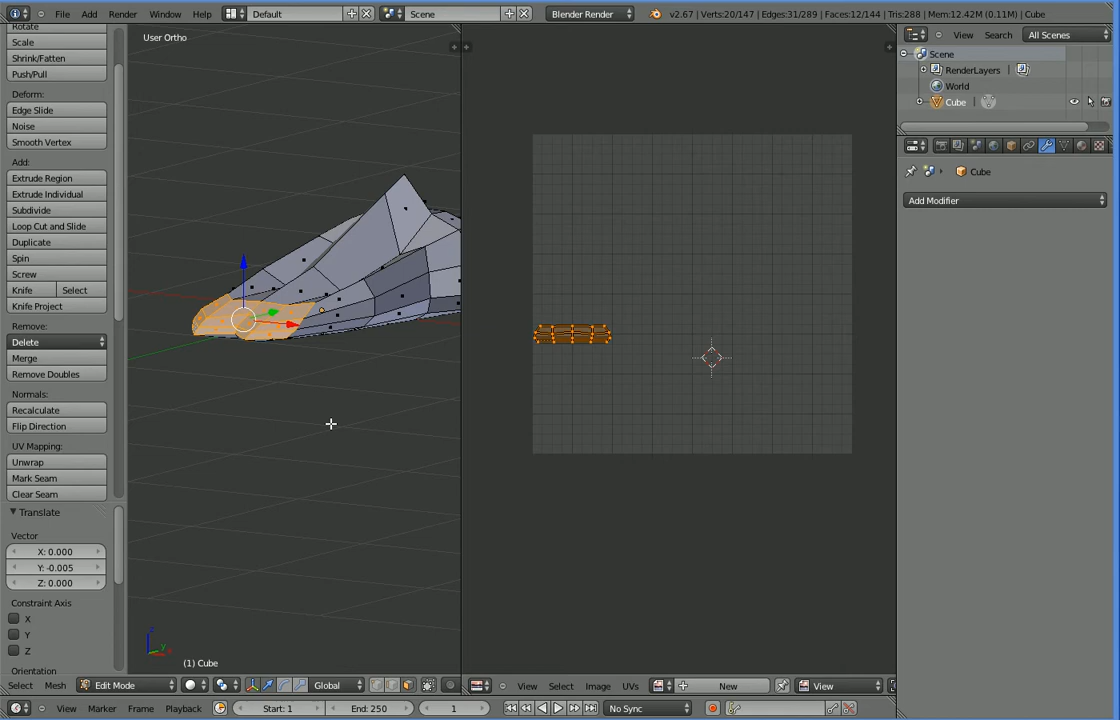 File Add Render Window Help Default Scene Blender Render v2.67 | Verts:20/147 | Edges:31/289 | Faces:12/144 | Tris:288 | Mem:12.42M (0.11M) | Cube
Scale
Shrink/Fatten
Push/Pull
Deform:
Edge Slide
Noise
Smooth Vertex
Add:
Extrude Region
Extrude Individual
Subdivide
Loop Cut and Slide
Duplicate
Spin
Screw
Knife Select
Knife Project
Remove:
Delete
Merge
Remove Doubles
Normals:
Recalculate
Flip Direction
UV Mapping:
Unwrap
Mark Seam
Clear Seam
Translate
Vector
X: 0.000
Y: -0.005
Z: 0.000
Constraint Axis
X
Y
Z
Orientation
User Ortho
(1) Cube
View Search All Scenes
Scene
RenderLayers
World
Cube
Cube
Add Modifier
Select Mesh Edit Mode Global
View Select Image UVs New View
View Marker Frame Playback Start: 1 End: 250 1 No Sync